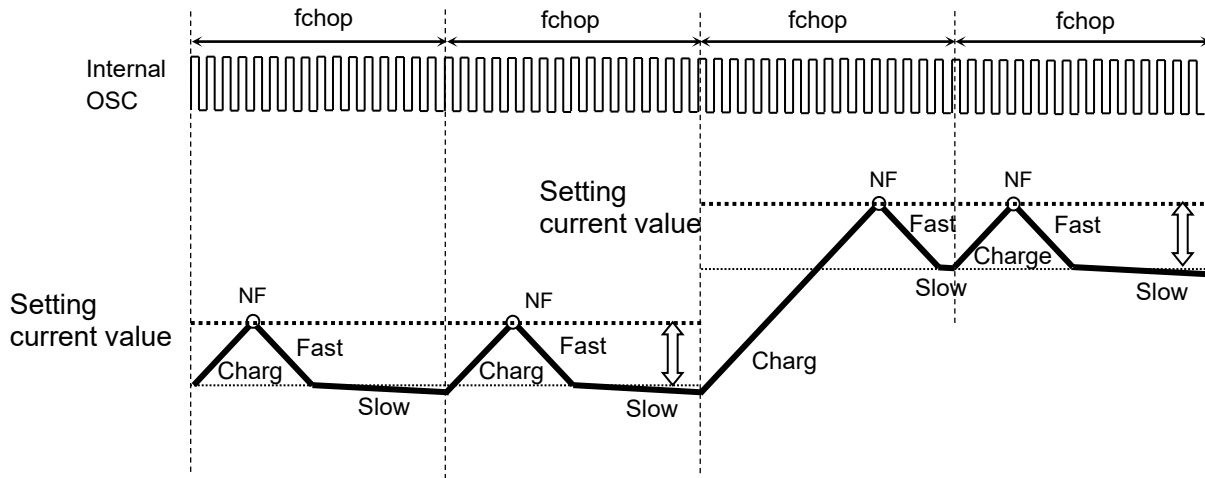 fchop fchop fchop fchop
Internal
OSC
Setting
current value
NF NF
Fast Fast
Charge
Slow Slow
Setting
current value
NF NF
Fast Fast
Charg Charg Charg
Slow Slow